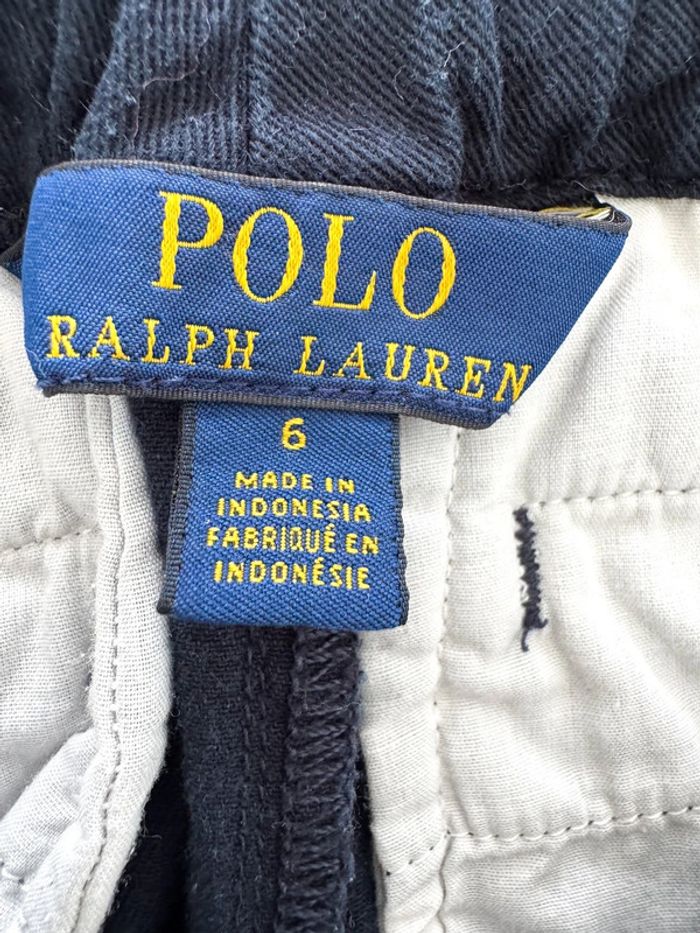 POLO
RALPH LAUREN
6
MADE IN
INDONESIA
FABRIQUÉ EN
INDONÉSIE